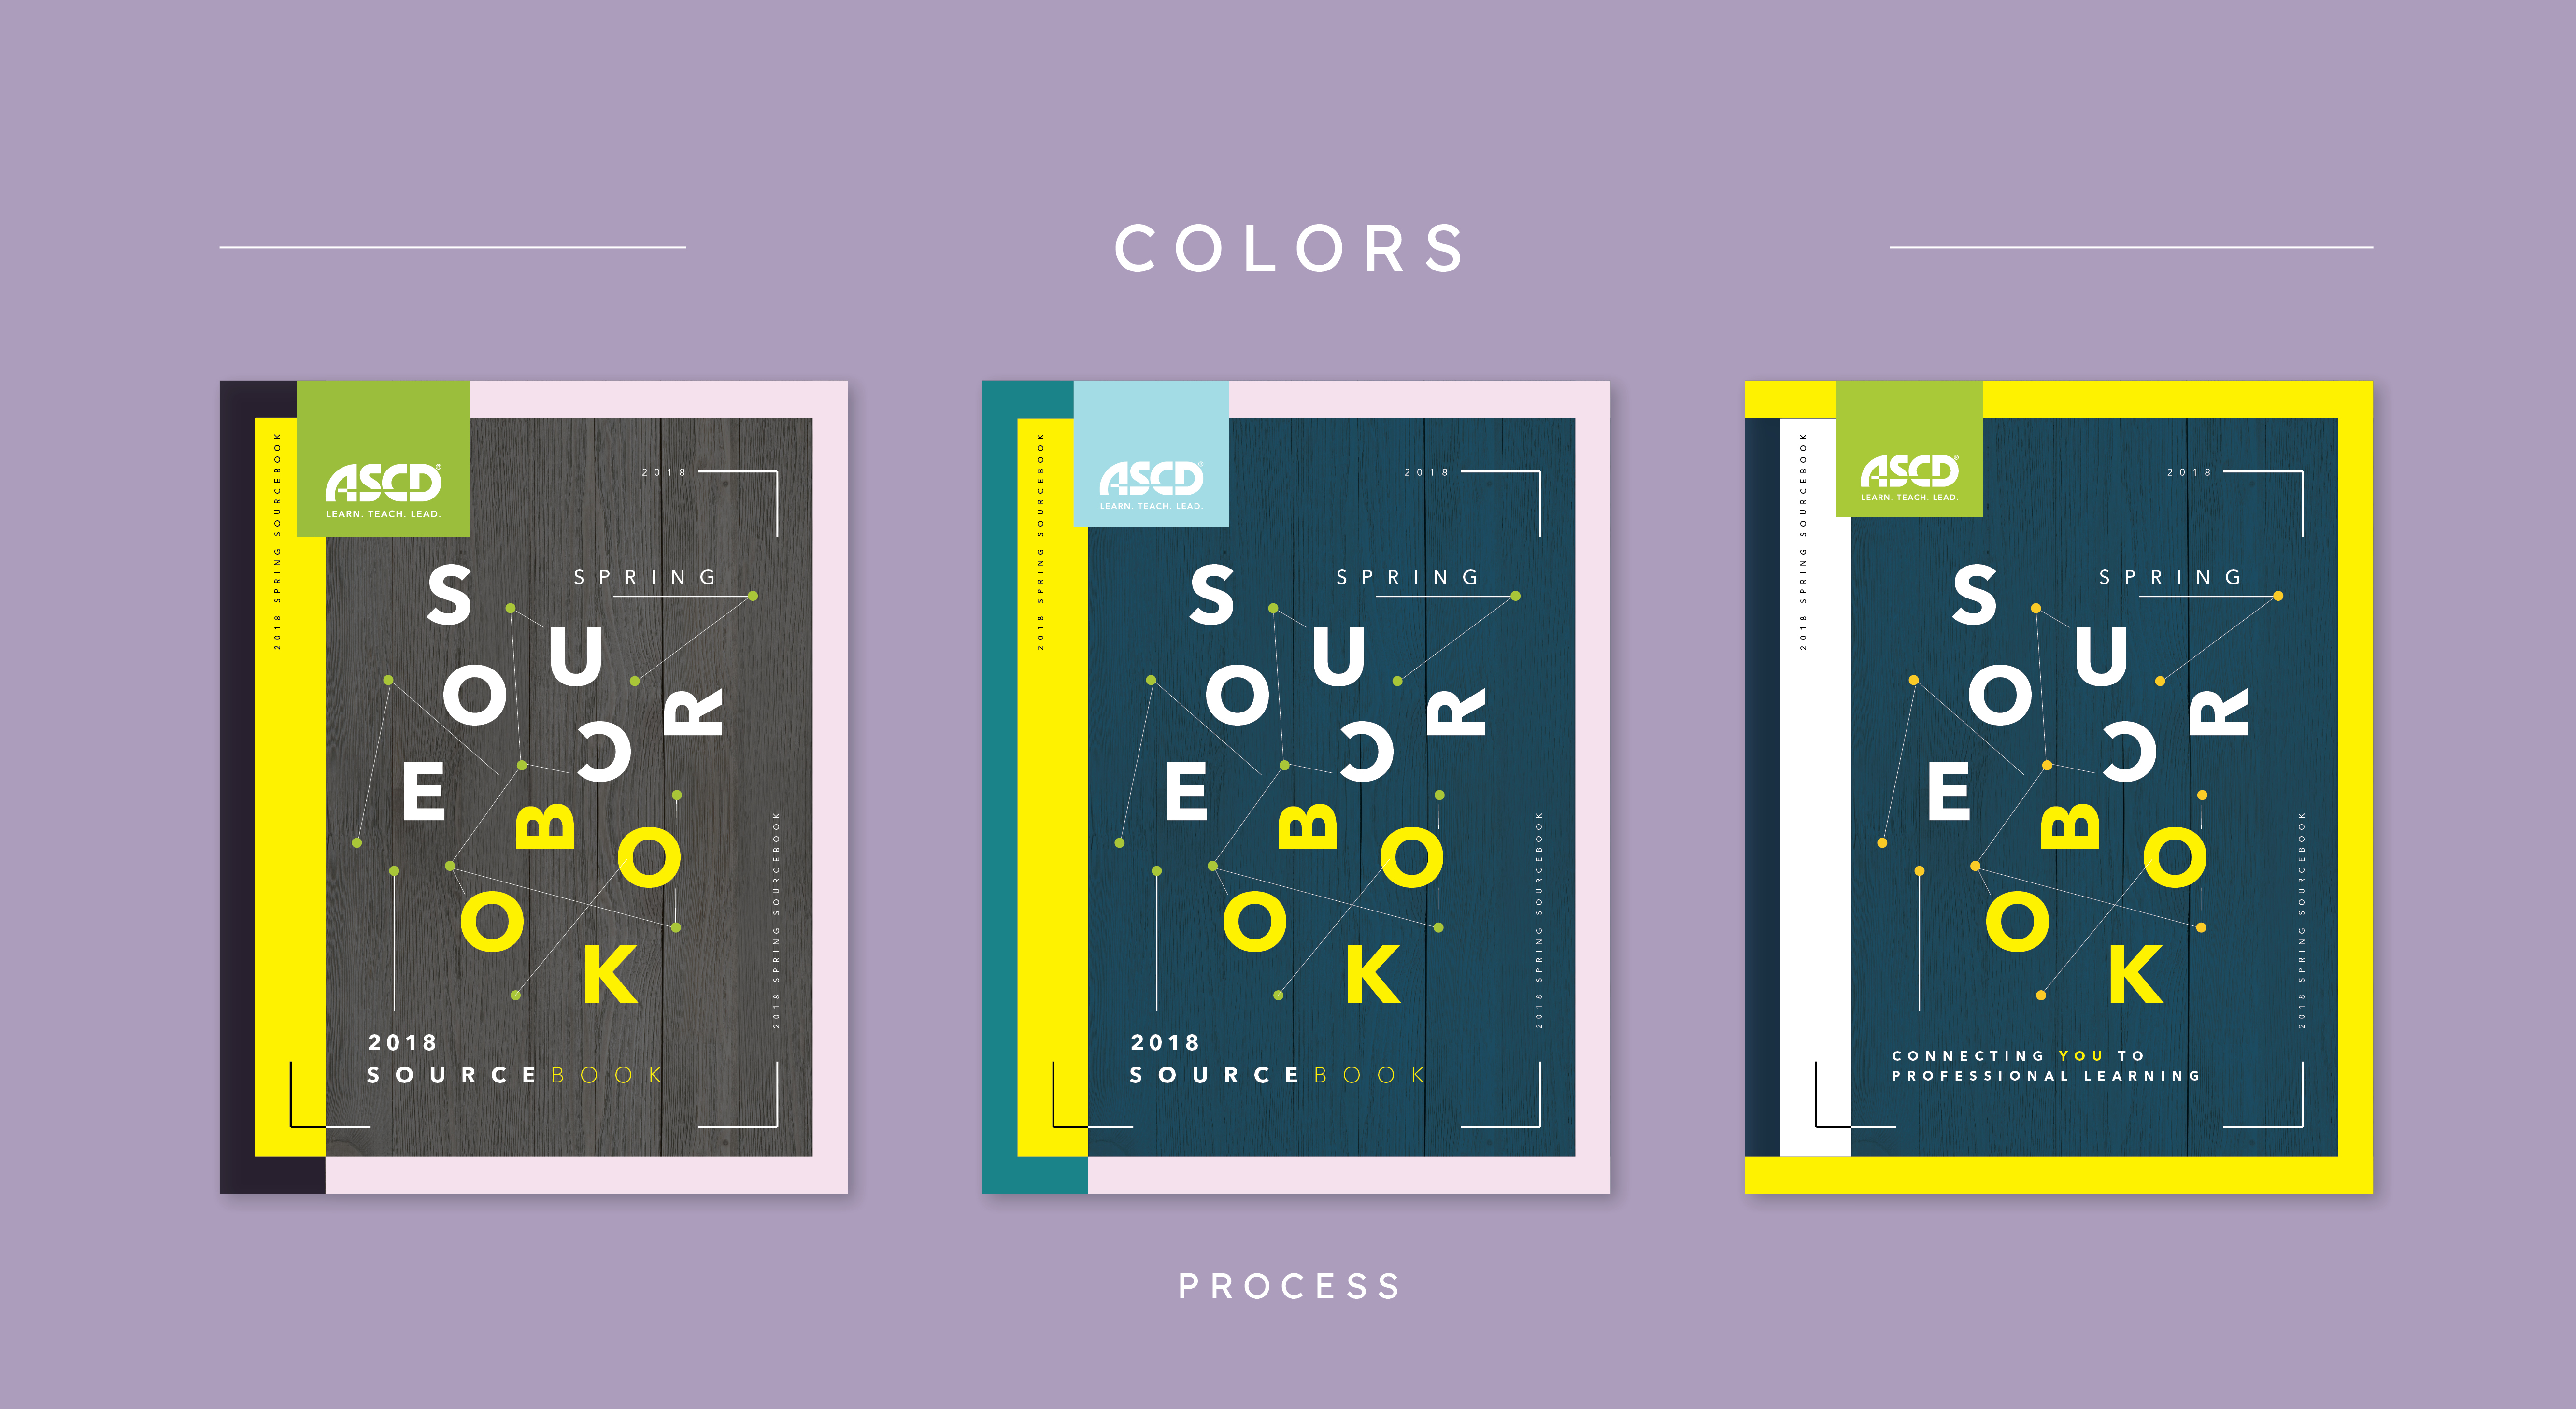 COLORS
2018 SPRING SOURCEBOOK
ASCD®
LEARN. TEACH. LEAD.
2018
SPRING
S
U
O
R
C
E
B
O
O
K
2018 SPRING SOURCEBOOK
2018
SOURCEBOOK
2018 SPRING SOURCEBOOK
ASCD®
LEARN. TEACH. LEAD.
2018
SPRING
S
U
O
R
C
E
B
O
O
K
2018 SPRING SOURCEBOOK
2018
SOURCEBOOK
2018 SPRING SOURCEBOOK
ASCD®
LEARN. TEACH. LEAD.
2018
SPRING
S
U
O
R
C
E
B
O
O
K
2018 SPRING SOURCEBOOK
CONNECTING YOU TO
PROFESSIONAL LEARNING
PROCESS